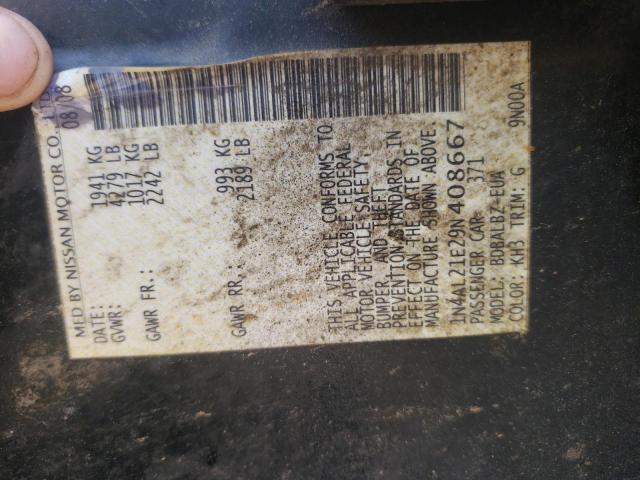 MFD BY NISSAN MOTOR CO., LTD
DATE: 08/08
GVWR: 1941 KG
4279 LB
GAWR FR.: 1017 KG
2242 LB
GAWR RR.: 993 KG
2189 LB
THIS VEHICLE CONFORMS TO
ALL APPLICABLE FEDERAL
MOTOR VEHICLE SAFETY,
BUMPER, AND THEFT
PREVENTION STANDARDS IN
EFFECT ON THE DATE OF
MANUFACTURE SHOWN ABOVE
1N4AL21E29N408667
PASSENGER CAR 371
MODEL: BDBALBZ-EUA
COLOR: KH3 TRIM: G 9N00A